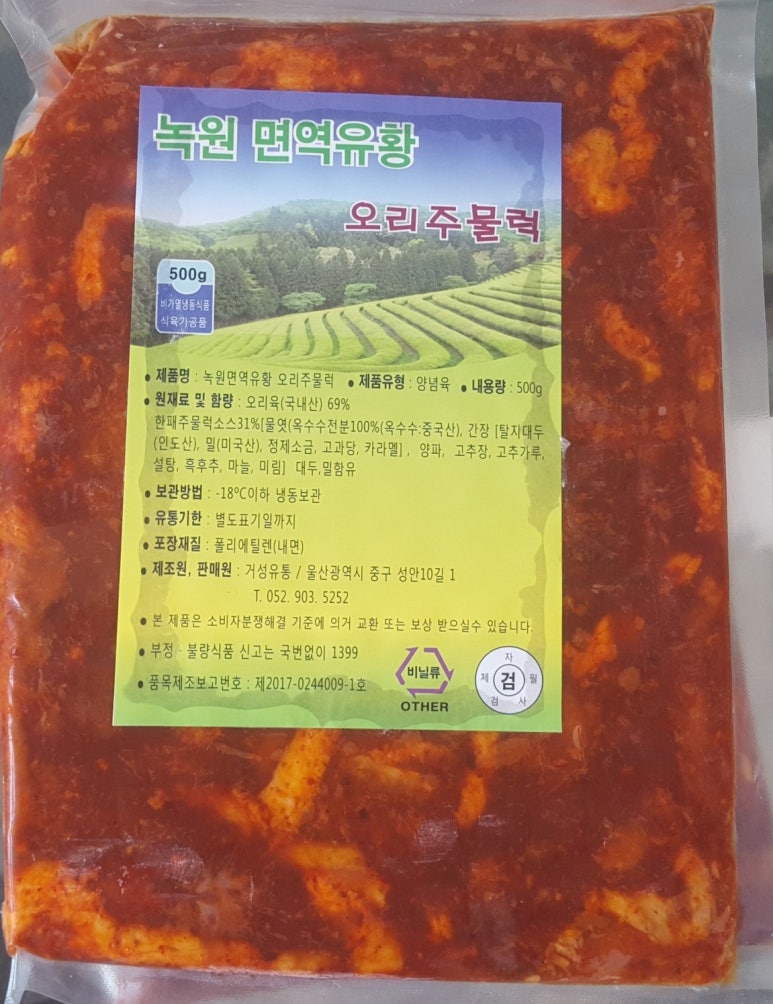 녹원 면역유황
오리주물럭
500g
비가열냉동식품
식육가공품
• 제품명 : 녹원면역유황 오리주물럭 • 제품유형 : 양념육 • 내용량 : 500g
• 원재료 및 함량 : 오리육(국내산) 69%
한패주물럭소스31%[물엿(옥수수전분100%(옥수수:중국산), 간장 [탈지대두
(인도산), 밀(미국산), 정제소금, 고과당, 카라멜] , 양파, 고추장, 고추가루,
설탕, 흑후추, 마늘, 미림] 대두,밀함유
• 보관방법 : -18℃이하 냉동보관
• 유통기한 : 별도표기일까지
• 포장재질 : 폴리에틸렌(내면)
• 제조원, 판매원 : 거성유통 / 울산광역시 중구 성안10길 1
T. 052. 903. 5252
• 본 제품은 소비자분쟁해결 기준에 의거 교환 또는 보상 받으실수 있습니다.
• 부정 · 불량식품 신고는 국번없이 1399
• 품목제조보고번호 : 제2017-0244009-1호
비닐류
OTHER
자
제 검 필
검 사